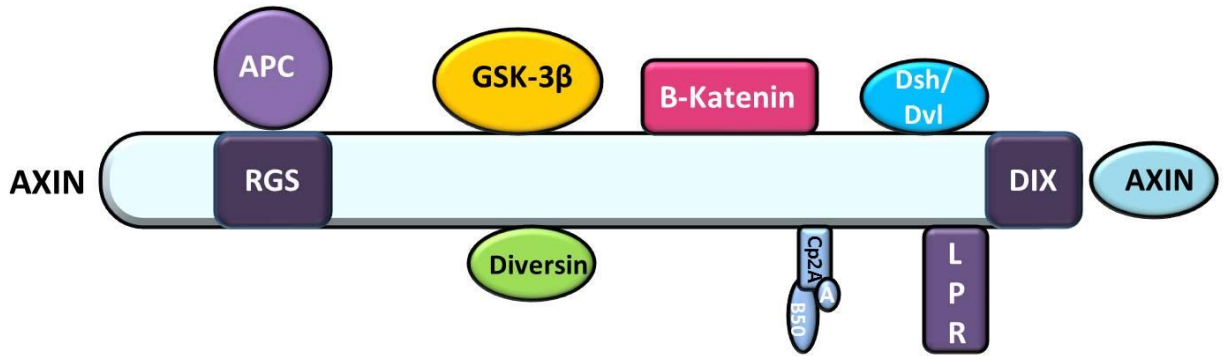 APC
GSK-3β
B-Katenin
Dsh/
Dvl
AXIN
RGS
DIX
AXIN
Diversin
Cp2A
A
B50
L
P
R